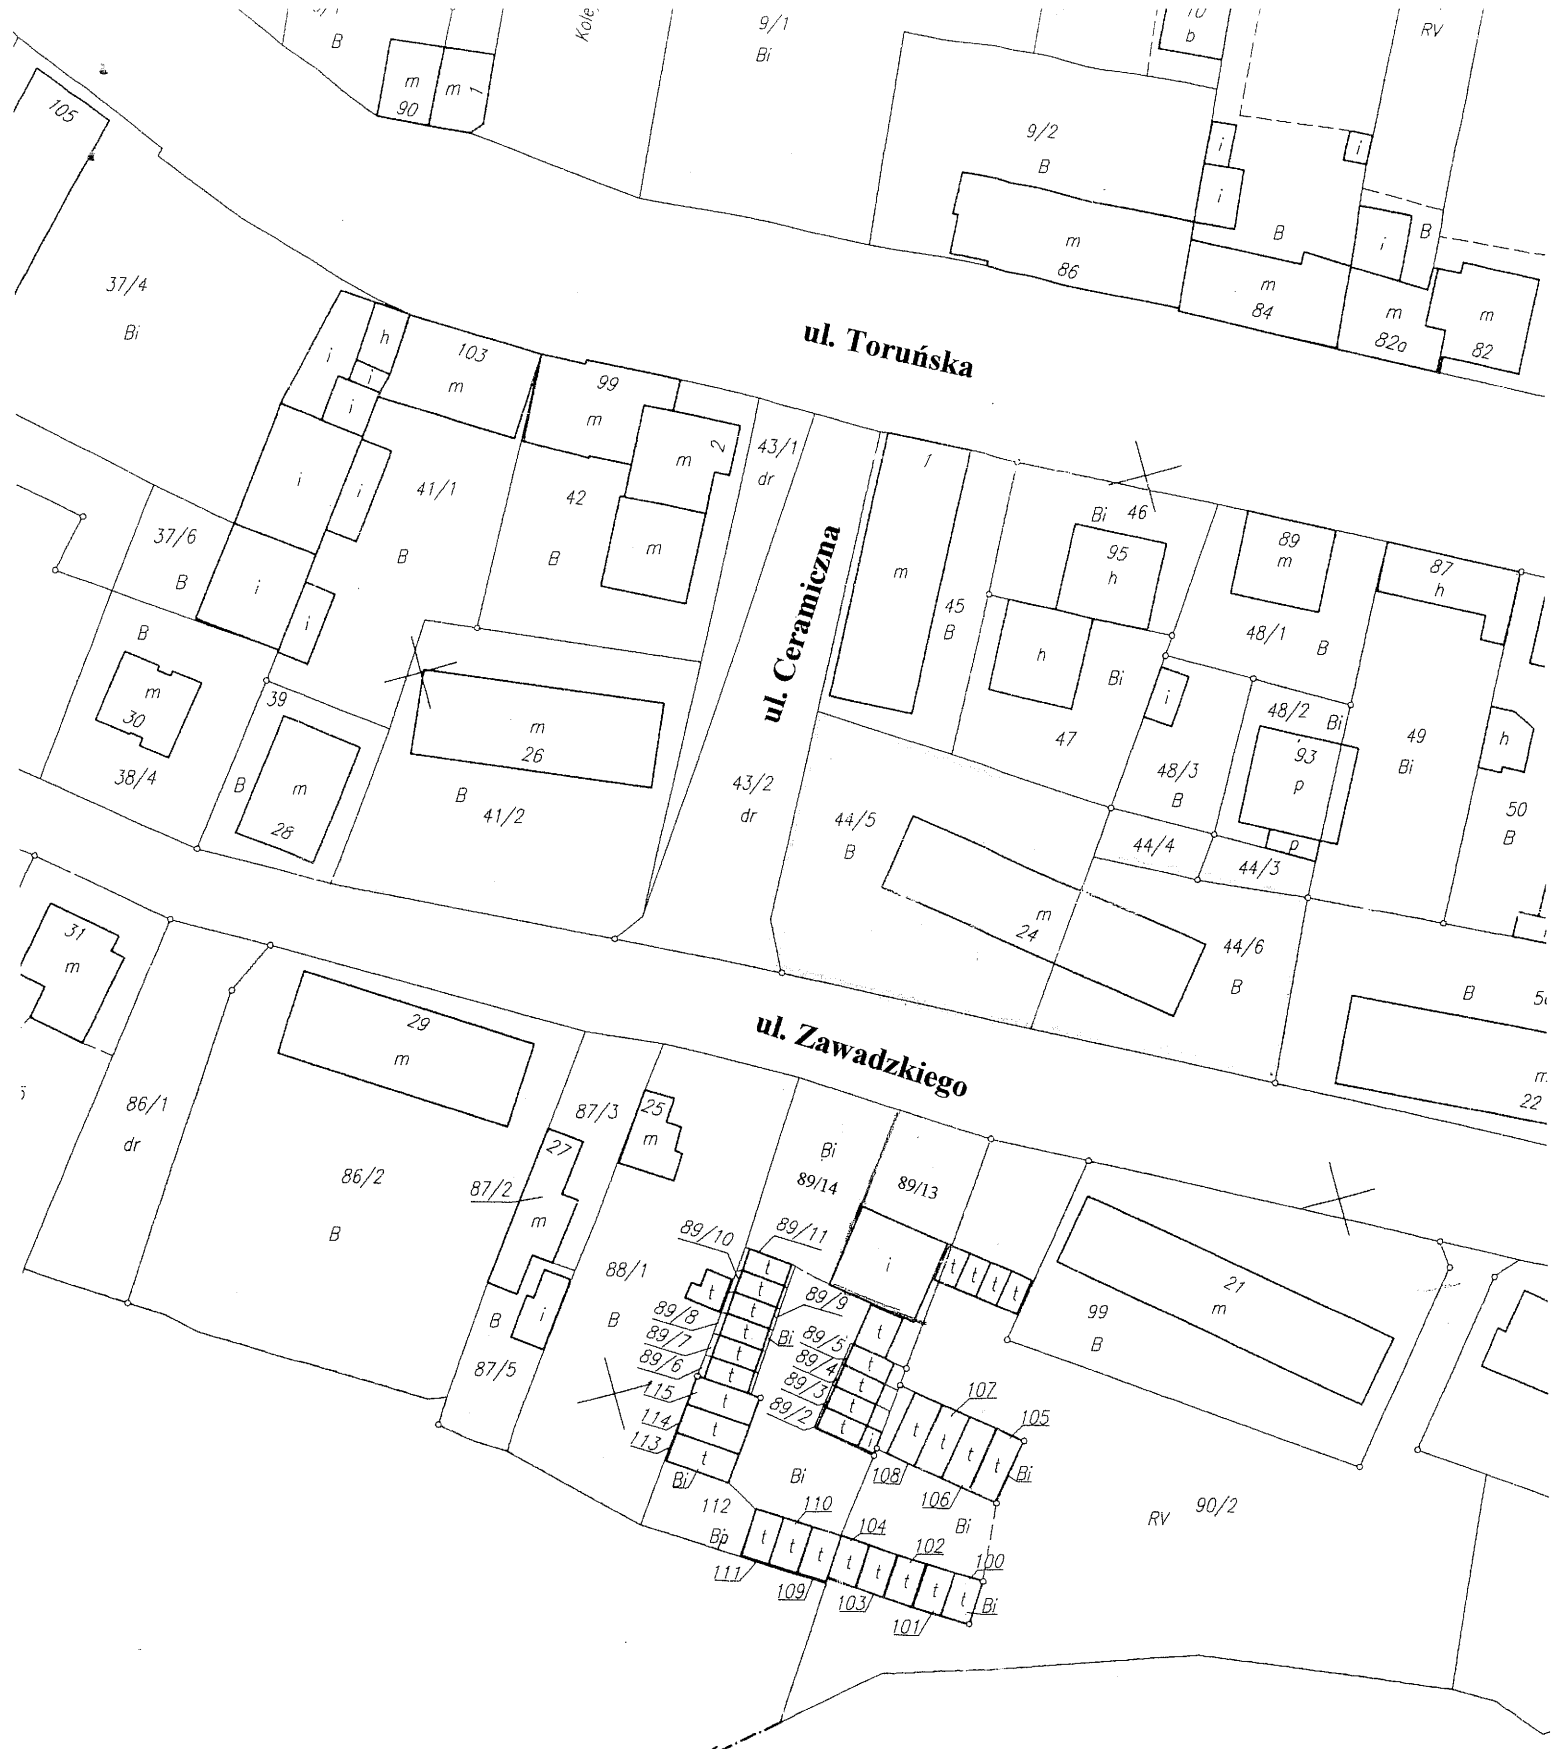 B
m
90
m
1
9/1
Bi
b
RV
105
9/2
B
i
i
i
m
86
B
i
B
m
84
m
82a
m
82
37/4
Bi
i
h
i
i
103
m
99
m
m
2
ul. Toruńska
43/1
dr
1
m
i
i
41/1
42
m
B
B
37/6
B
i
i
ul. Ceramiczna
45
B
Bi
46
95
h
89
m
87
h
48/1
B
h
Bi
i
48/2
Bi
B
m
30
38/4
39
B
m
28
m
26
B
41/2
43/2
dr
47
48/3
B
93
p
p
49
Bi
h
50
B
44/5
B
44/4
44/3
m
24
44/6
B
B
m
22
31
m
29
m
ul. Zawadzkiego
86/1
dr
86/2
B
87/3
25
m
27
87/2
m
i
B
87/5
88/1
B
Bi
89/14
89/13
i
89/10
89/11
t
t
t
t
t
t
t
89/9
Bi
89/8
89/7
89/6
115
114
113
t
t
t
Bi
89/5
89/4
89/3
89/2
t
t
t
t
t
i
t
t
t
t
21
m
99
B
107
105
t
t
t
t
Bi
108
106
Bi
112
Bp
110
104
102
100
t
t
t
t
t
t
t
t
Bi
111
109
103
101
Bi
RV
90/2